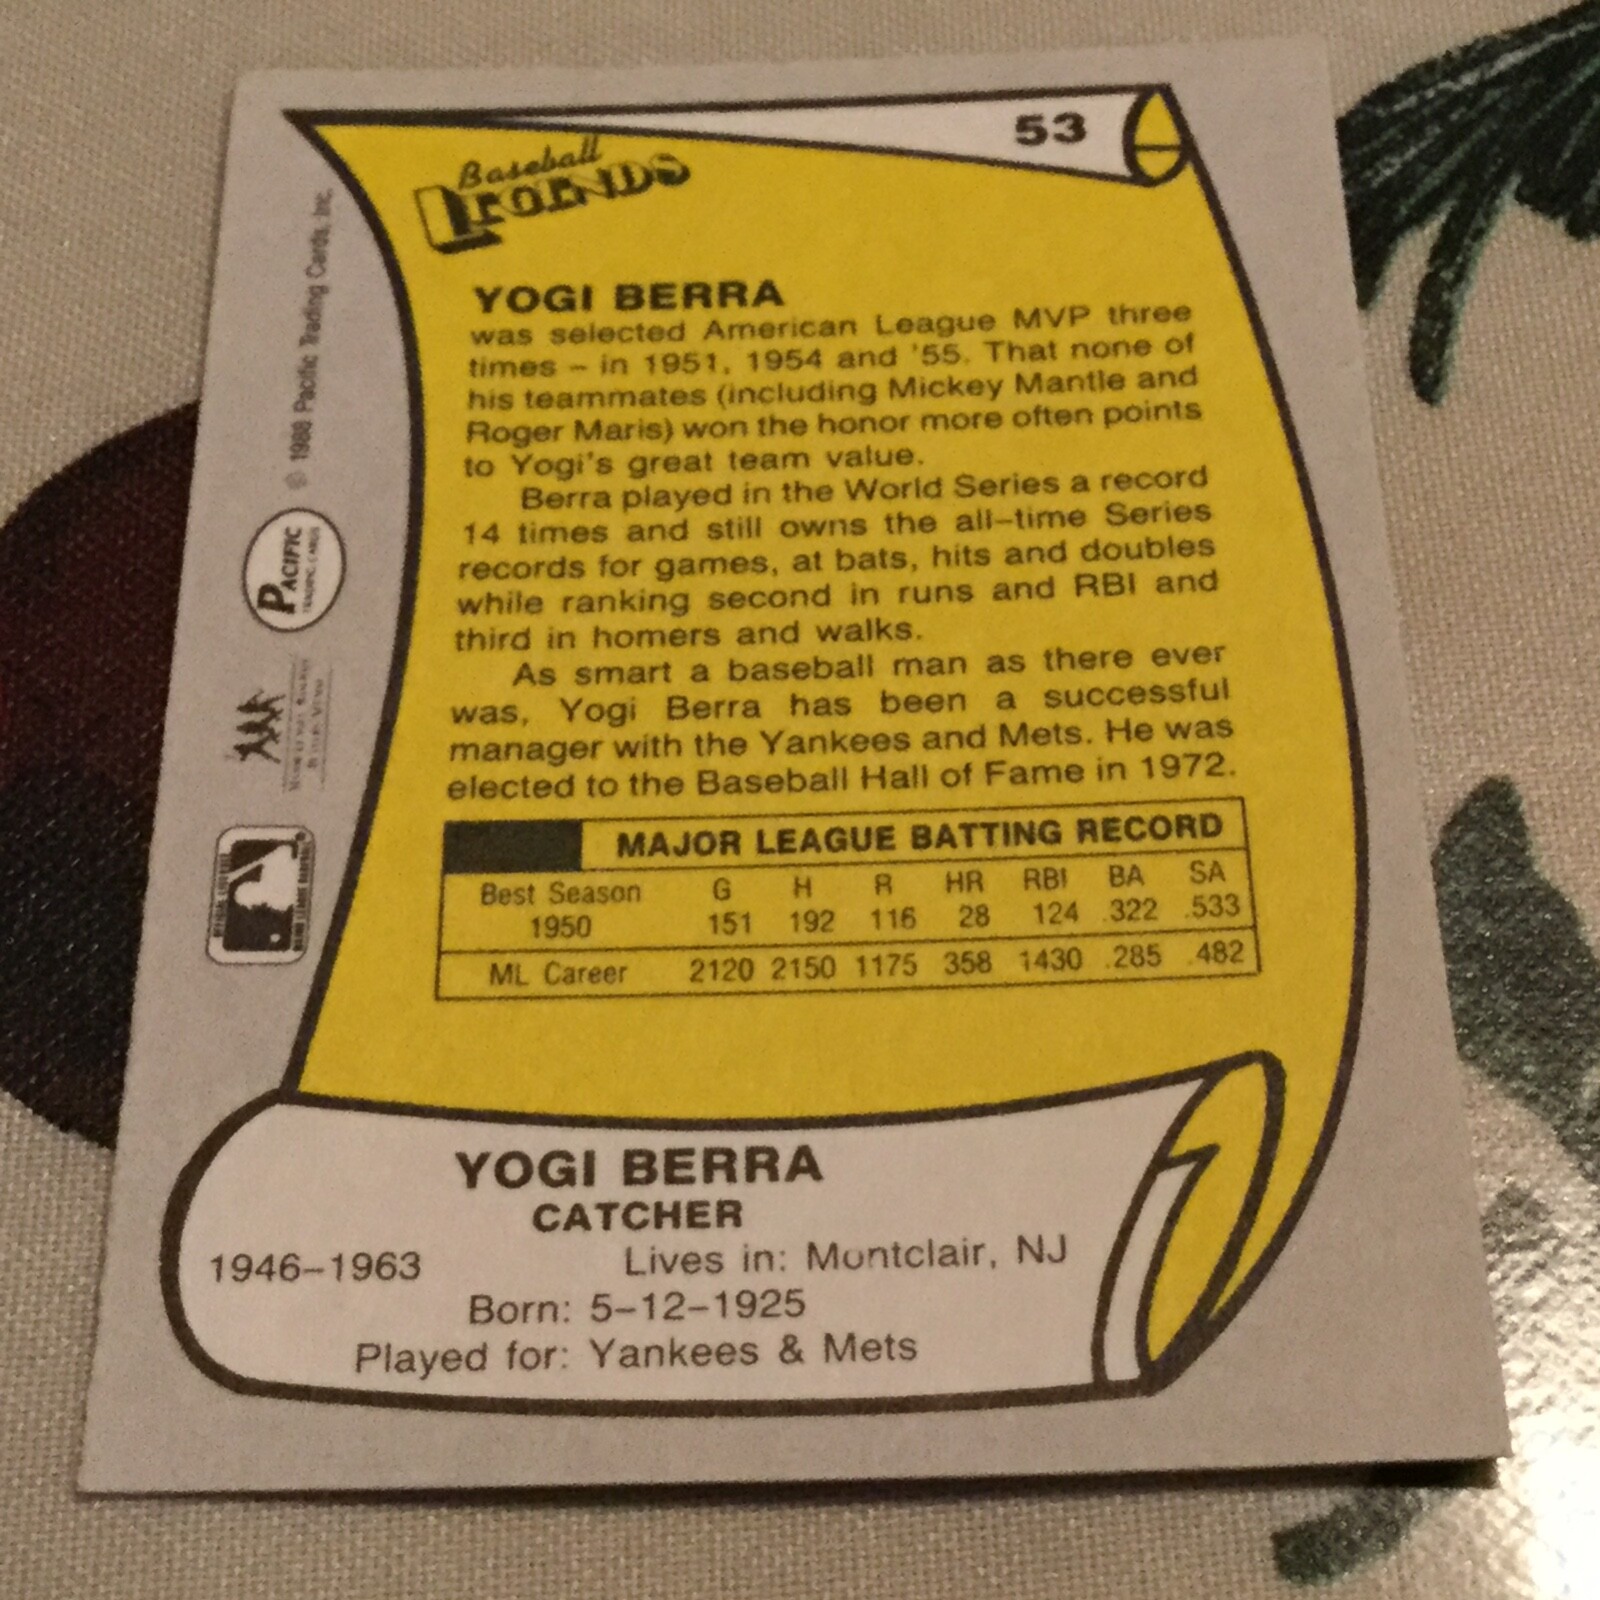 53
Baseball
LEGENDS
YOGI BERRA
was selected American League MVP three
times – in 1951, 1954 and '55. That none of
his teammates (including Mickey Mantle and
Roger Maris) won the honor more often points
to Yogi's great team value.
Berra played in the World Series a record
14 times and still owns the all–time Series
records for games, at bats, hits and doubles
while ranking second in runs and RBI and
third in homers and walks.
As smart a baseball man as there ever
was, Yogi Berra has been a successful
manager with the Yankees and Mets. He was
elected to the Baseball Hall of Fame in 1972.
MAJOR LEAGUE BATTING RECORD
Best Season G H R HR RBI BA SA
1950 151 192 116 28 124 .322 .533
ML Career 2120 2150 1175 358 1430 .285 .482
YOGI BERRA
CATCHER
1946–1963 Lives in: Montclair, NJ
Born: 5–12–1925
Played for: Yankees & Mets
© 1988 Pacific Trading Cards, Inc.
PACIFIC
TRADING CARDS